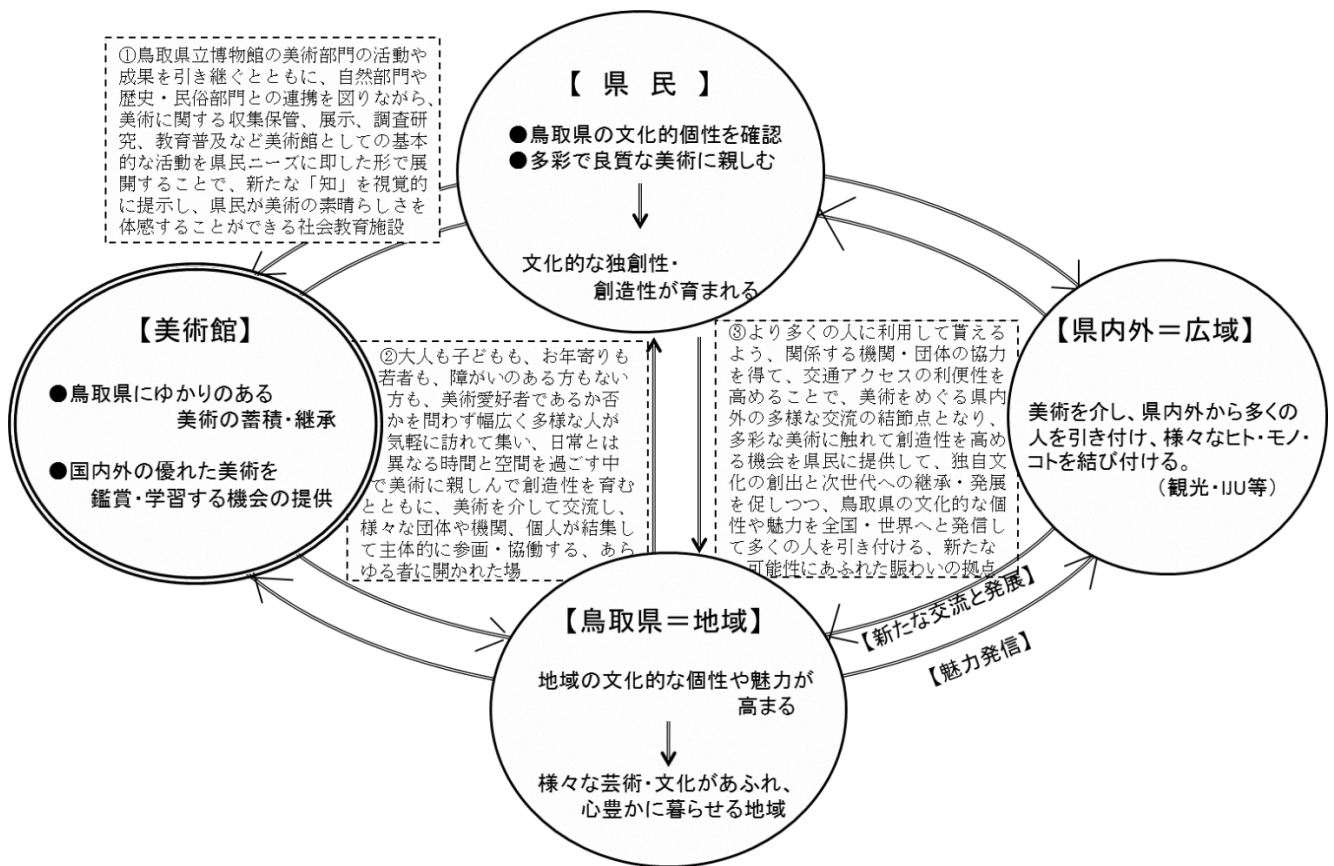 ①鳥取県立博物館の美術部門の活動や
成果を引き継ぐとともに、自然部門や
歴史・民俗部門との連携を図りながら、
美術に関する収集保管、展示、調査研
究、教育普及など美術館としての基本
的な活動を県民ニーズに即した形で展
開することで、新たな「知」を視覚的
に提示し、県民が美術の素晴らしさを
体感することができる社会教育施設
【 県 民 】
●鳥取県の文化的個性を確認
●多彩で良質な美術に親しむ
文化的な独創性・
創造性が育まれる
【美術館】
●鳥取県にゆかりのある
美術の蓄積・継承
●国内外の優れた美術を
鑑賞・学習する機会の提供
②大人も子どもも、お年寄りも
若者も、障がいのある方もない
方も、美術愛好者であるか否
かを問わず幅広く多様な人が
気軽に訪れて集い、日常とは
異なる時間と空間を過ごす中
で美術に親しんで創造性を育む
とともに、美術を介して交流し、
様々な団体や機関、個人が結集し
て主体的に参画・協働する、あら
ゆる者に開かれた場
③より多くの人に利用して貰える
よう、関係する機関・団体の協力
を得て、交通アクセスの利便性を
高めることで、美術をめぐる県内
外の多様な交流の結節点となり、
多彩な美術に触れて創造性を高め
る機会を県民に提供して、独自文
化の創出と次世代への継承・発展
を促しつつ、鳥取県の文化的な個
性や魅力を全国・世界へと発信し
て多くの人を引き付ける、新たな
可能性にあふれた賑わいの拠点
【県内外＝広域】
美術を介し、県内外から多くの
人を引き付け、様々なヒト・モノ・
コトを結び付ける。
（観光・IJU等）
【鳥取県＝地域】
地域の文化的な個性や魅力が
高まる
様々な芸術・文化があふれ、
心豊かに暮らせる地域
【新たな交流と発展】
【魅力発信】